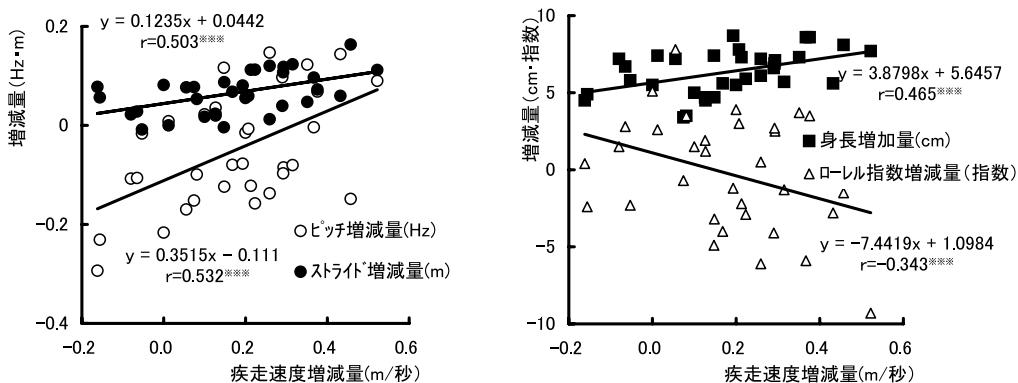 y = 0.1235x + 0.0442
r=0.503※※※
0.2
0
-0.2
-0.4
増減量(Hz・m)
○ピッチ増減量(Hz)
●ストライド増減量(m)
y = 0.3515x - 0.111
r=0.532※※※
-0.2
0.0
0.2
0.4
0.6
疾走速度増減量(m/秒)
10
5
0
-5
-10
増減量(cm・指数)
y = 3.8798x + 5.6457
r=0.465※※※
■身長増加量(cm)
△ローレル指数増減量(指数)
y = -7.4419x + 1.0984
r=-0.343※※※
-0.2
0.0
0.2
0.4
0.6
疾走速度増減量(m/秒)